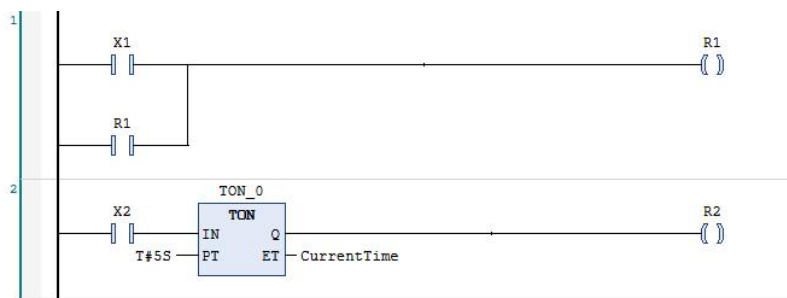 1
X1 R1
R1
2
TON_0
X2 TON R2
IN Q
T#5S PT ET CurrentTime